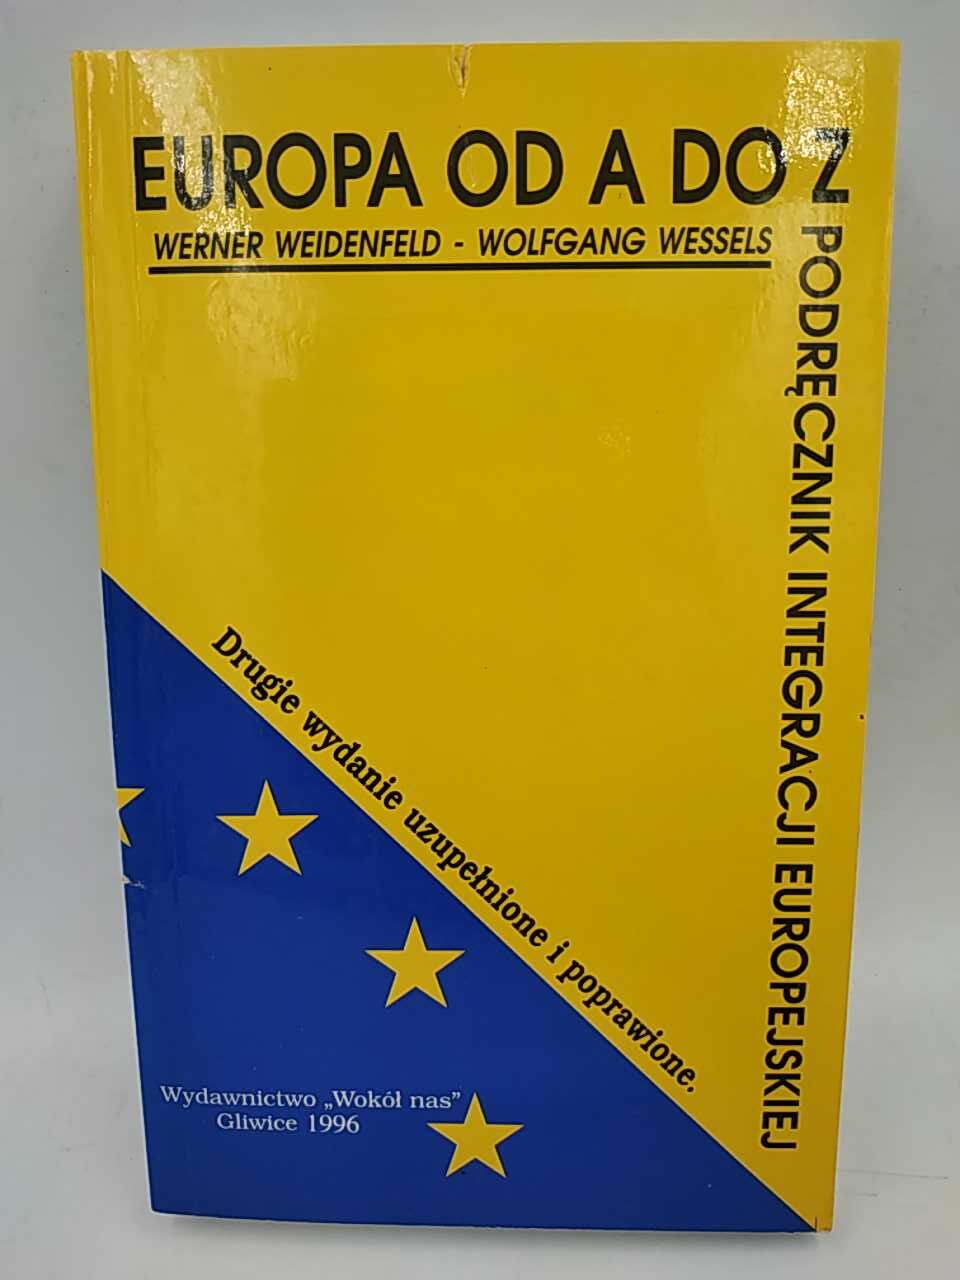 EUROPA OD A DO Z
WERNER WEIDENFELD - WOLFGANG WESSELS
PODRĘCZNIK INTEGRACJI EUROPEJSKIEJ
Drugie wydanie uzupełnione i poprawione.
Wydawnictwo „Wokół nas”
Gliwice 1996